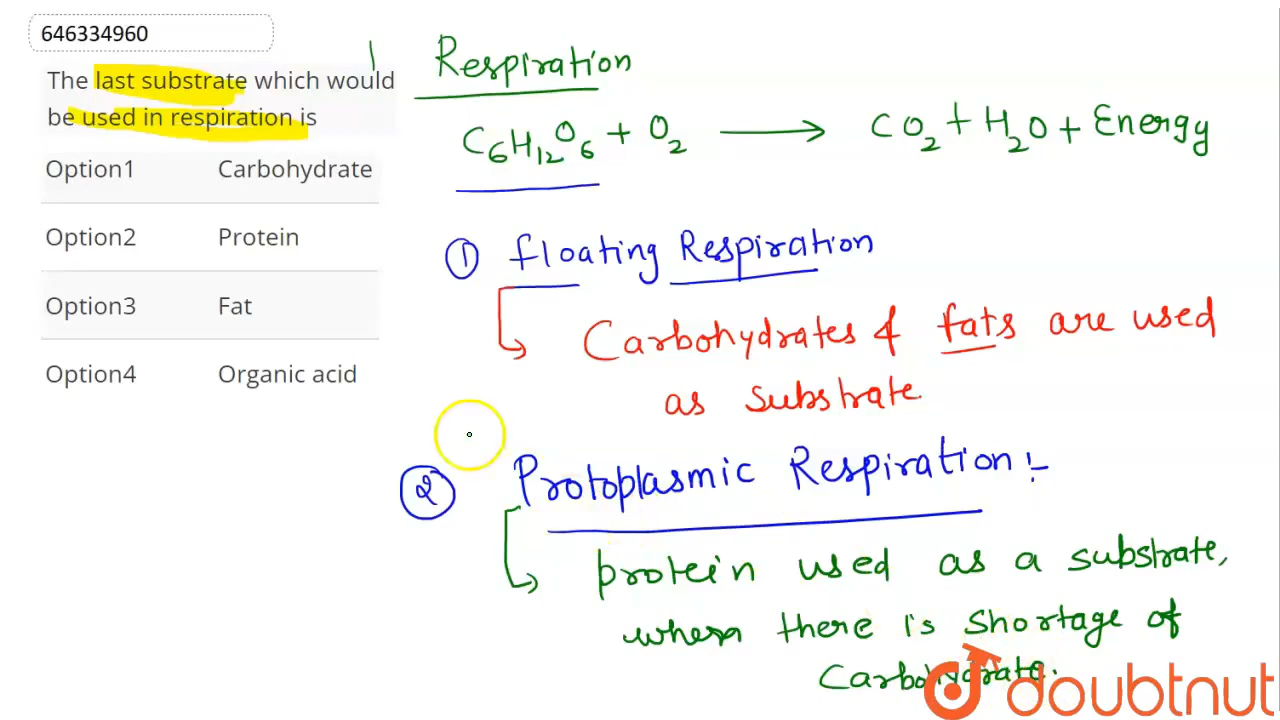 646334960
The last substrate which would
be used in respiration is
Option1 Carbohydrate
Option2 Protein
Option3 Fat
Option4 Organic acid
Respiration
C6H12O6 + O2 → CO2 + H2O + Energy
① floating Respiration
Carbohydrates & fats are used
as substrate
② Protoplasmic Respiration :-
protein used as a substrate,
when there is shortage of
Carbohydrate.
doubtnut